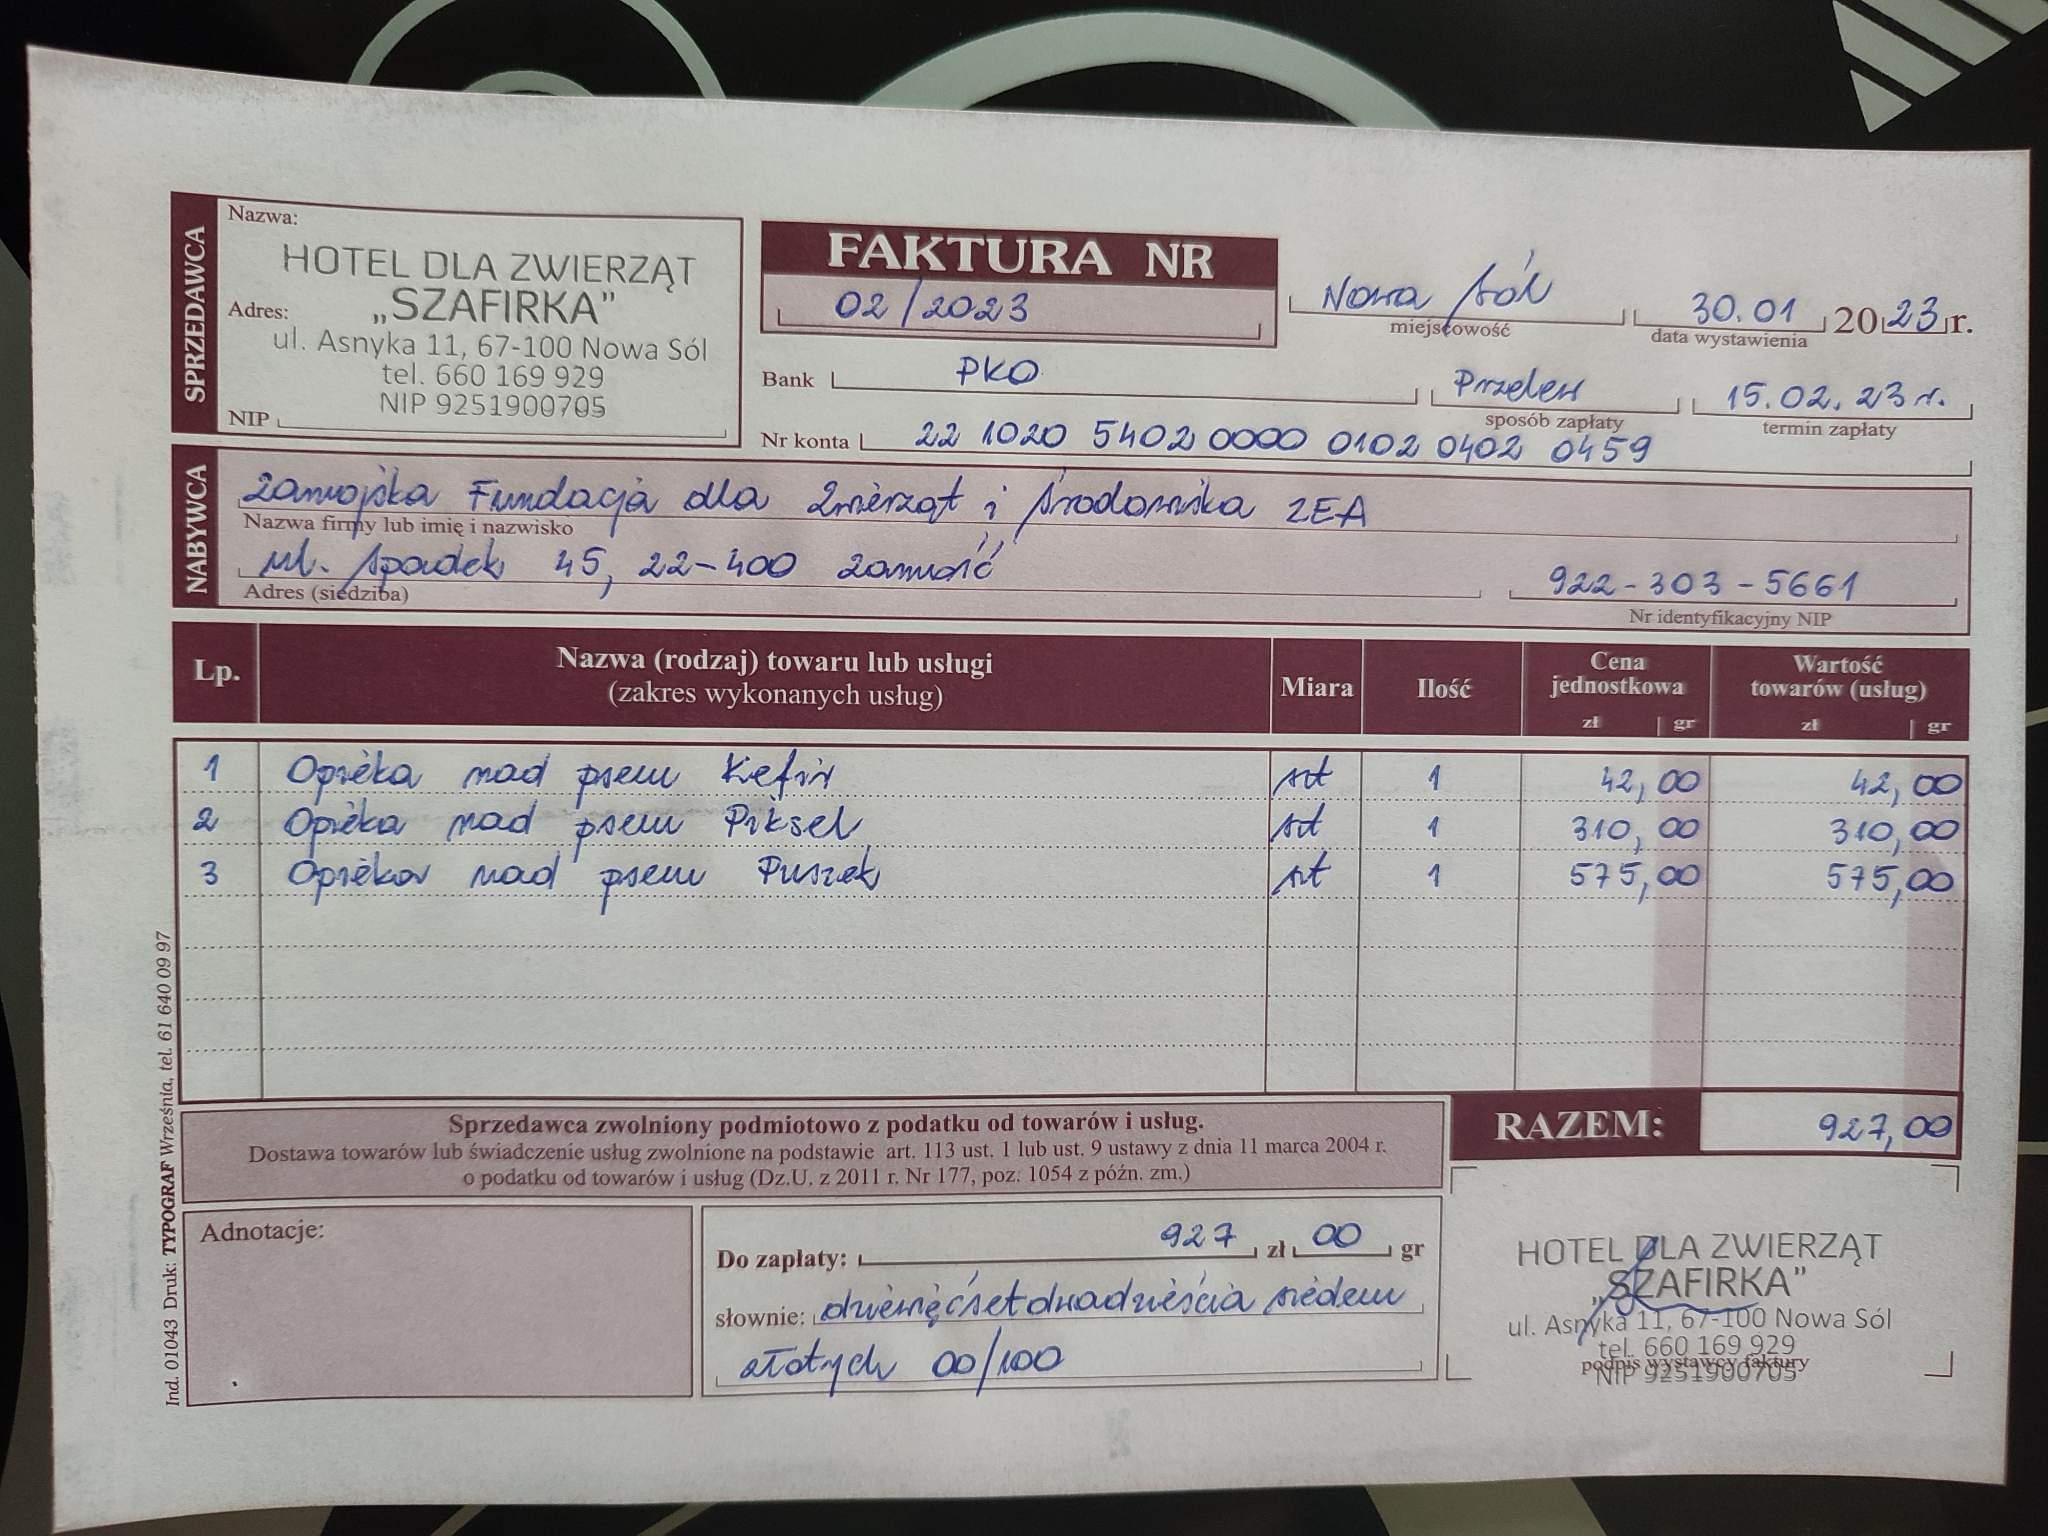 SPRZEDAWCA
Nazwa:
HOTEL DLA ZWIERZĄT
Adres: „SZAFIRKA”
ul. Asnyka 11, 67-100 Nowa Sól
tel. 660 169 929
NIP 9251900705
NIP
FAKTURA NR
02/2023
Nowa Sól
miejscowość
30.01 2023 r.
data wystawienia
Bank PKO
Przelew
sposób zapłaty
15.02.23 r.
termin zapłaty
Nr konta 22 1020 5402 0000 0102 0402 0459
NABYWCA
Zamojska Fundacja dla Zwierząt i Środowiska ZEA
Nazwa firmy lub imię i nazwisko
ul. Spadek 45, 22-400 Zamość
Adres (siedziba)
922-303-5661
Nr identyfikacyjny NIP
Lp. Nazwa (rodzaj) towaru lub usługi (zakres wykonanych usług) Miara Ilość Cena jednostkowa zł gr Wartość towarów (usług) zł gr
1 Opieka nad psem Kefir szt 1 42,00 42,00
2 Opieka nad psem Piksel szt 1 310,00 310,00
3 Opieka nad psem Puszek szt 1 575,00 575,00
RAZEM: 927,00
Sprzedawca zwolniony podmiotowo z podatku od towarów i usług.
Dostawa towarów lub świadczenie usług zwolnione na podstawie art. 113 ust. 1 lub ust. 9 ustawy z dnia 11 marca 2004 r.
o podatku od towarów i usług (Dz.U. z 2011 r. Nr 177, poz. 1054 z późn. zm.)
Adnotacje:
Do zapłaty: 927 zł 00 gr
słownie: dziewięćset dwadzieścia siedem
złotych 00/100
HOTEL DLA ZWIERZĄT
„SZAFIRKA”
ul. Asnyka 11, 67-100 Nowa Sól
tel. 660 169 929
podpis wystawcy faktury
NIP 9251900705
Ind. 01043 Druk: TYPOGRAF Września, tel. 61 640 09 97